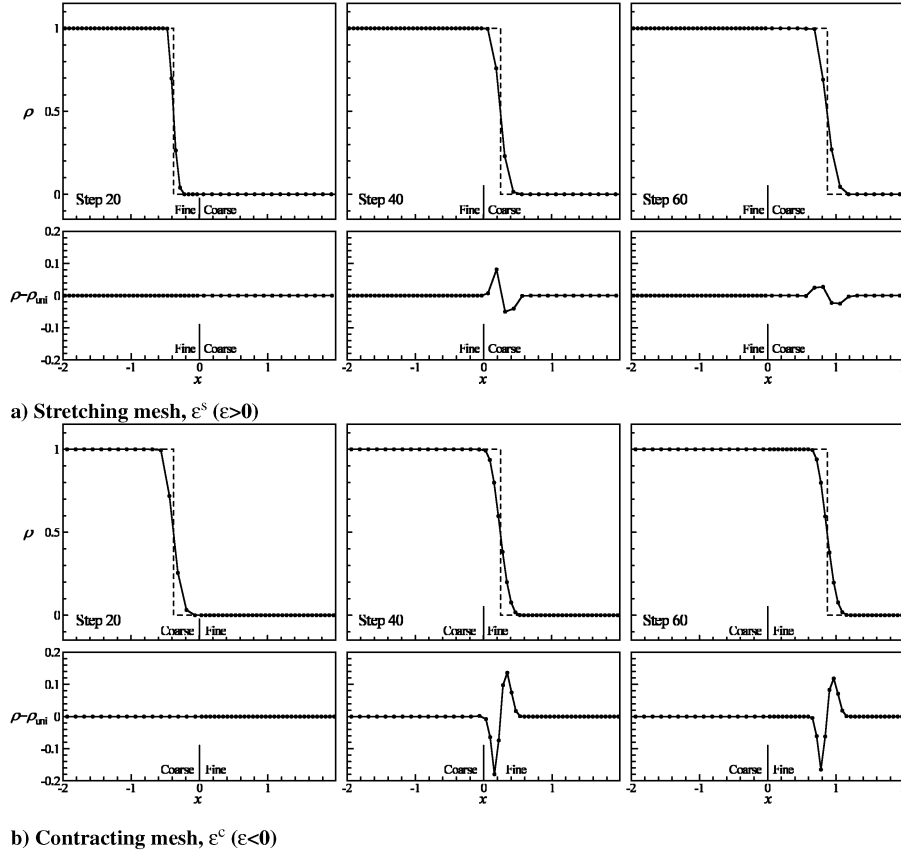 1
0.5
0
ρ
Step 20
Fine
Coarse
Step 40
Fine
Coarse
Step 60
Fine
Coarse
0.2
0.1
0
-0.1
-0.2
ρ−ρuni
Fine
Coarse
Fine
Coarse
Fine
Coarse
-2 -1 0 1 -2 -1 0 1 -2 -1 0 1 2
x x x
a) Stretching mesh, εˢ (ε>0)
1
0.5
0
ρ
Step 20
Coarse
Fine
Step 40
Coarse
Fine
Step 60
Coarse
Fine
0.2
0.1
0
-0.1
-0.2
ρ−ρuni
Coarse
Fine
Coarse
Fine
Coarse
Fine
-2 -1 0 1 -2 -1 0 1 -2 -1 0 1 2
x x x
b) Contracting mesh, εᶜ (ε<0)